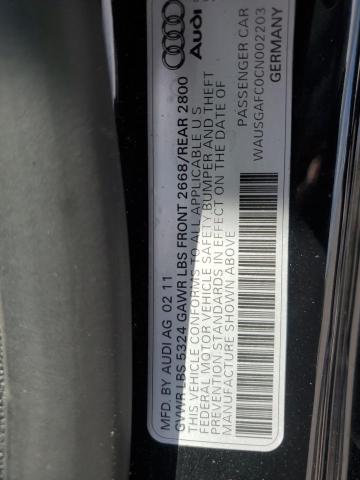 MFD. BY AUDI AG 02 11
GVWR LBS 5324 GAWR LBS FRONT 2668/REAR 2800
THIS VEHICLE CONFORMS TO ALL APPLICABLE U S
FEDERAL MOTOR VEHICLE SAFETY BUMPER AND THEFT
PREVENTION STANDARDS IN EFFECT ON THE DATE OF
MANUFACTURE SHOWN ABOVE
Audi
PASSENGER CAR
WAUSGAFC0CN002203
GERMANY